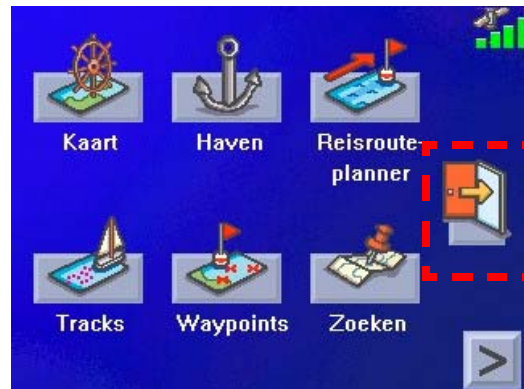 Kaart
Haven
Reisroute-
planner
Tracks
Waypoints
Zoeken
>